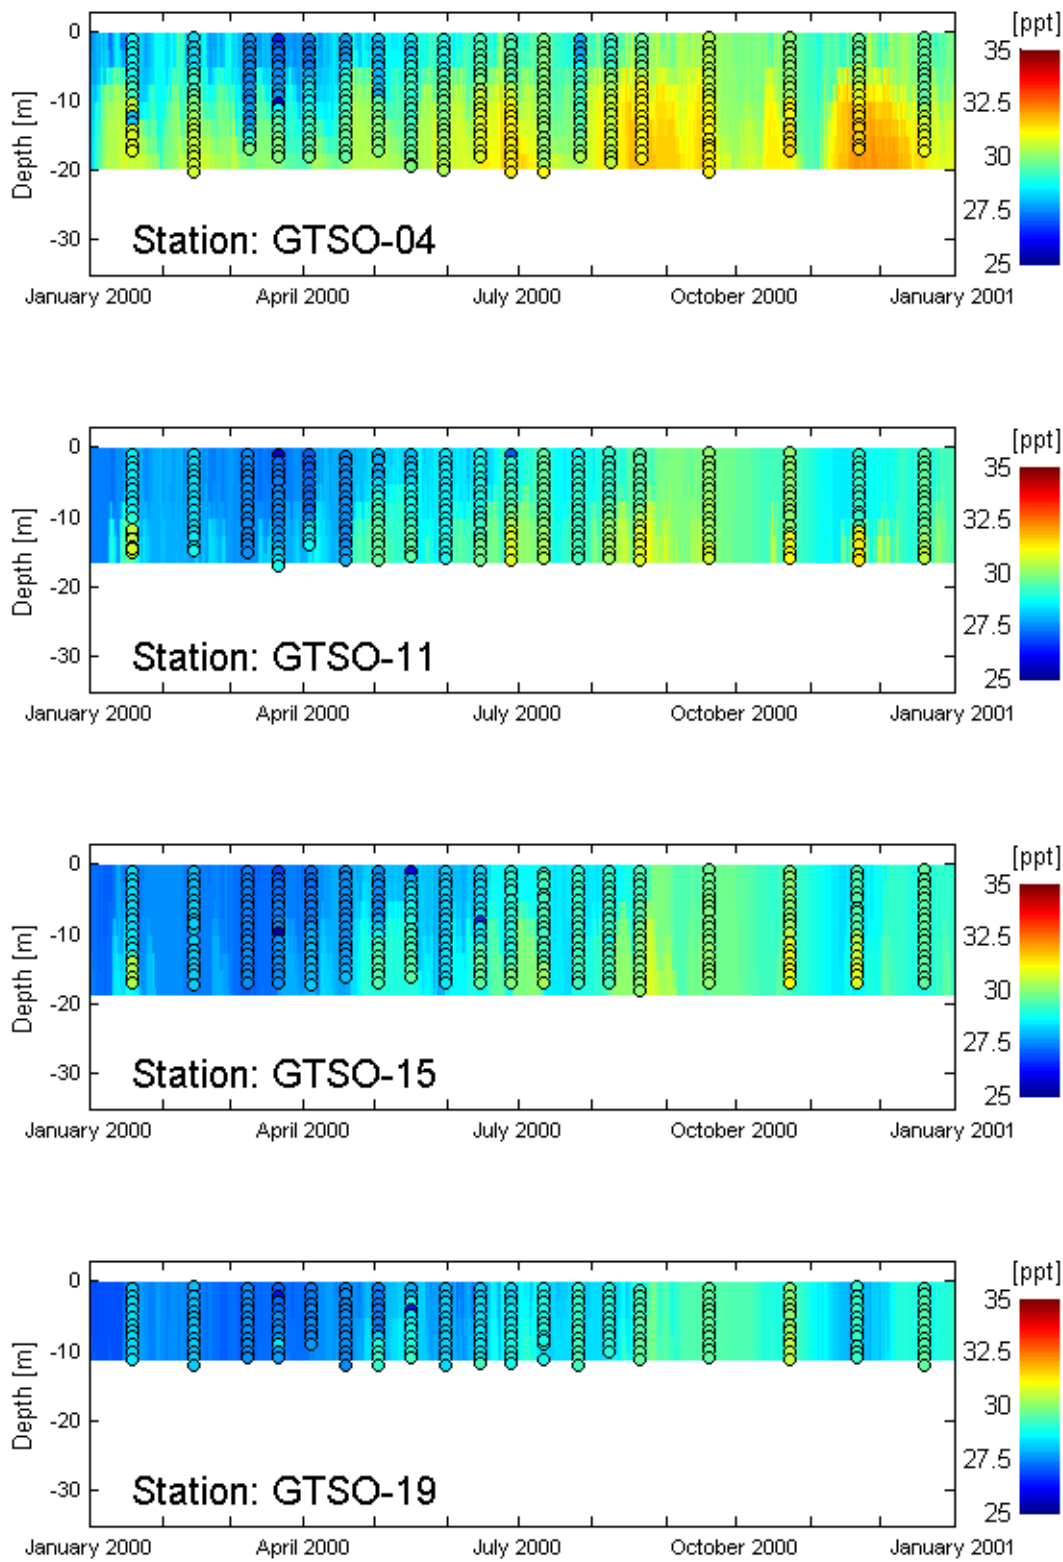 [ppt]
0
-10
-20
-30
Depth [m]
Station: GTSO-04
35
32.5
30
27.5
25
January 2000 April 2000 July 2000 October 2000 January 2001
[ppt]
0
-10
-20
-30
Depth [m]
Station: GTSO-11
35
32.5
30
27.5
25
January 2000 April 2000 July 2000 October 2000 January 2001
[ppt]
0
-10
-20
-30
Depth [m]
Station: GTSO-15
35
32.5
30
27.5
25
January 2000 April 2000 July 2000 October 2000 January 2001
[ppt]
0
-10
-20
-30
Depth [m]
Station: GTSO-19
35
32.5
30
27.5
25
January 2000 April 2000 July 2000 October 2000 January 2001